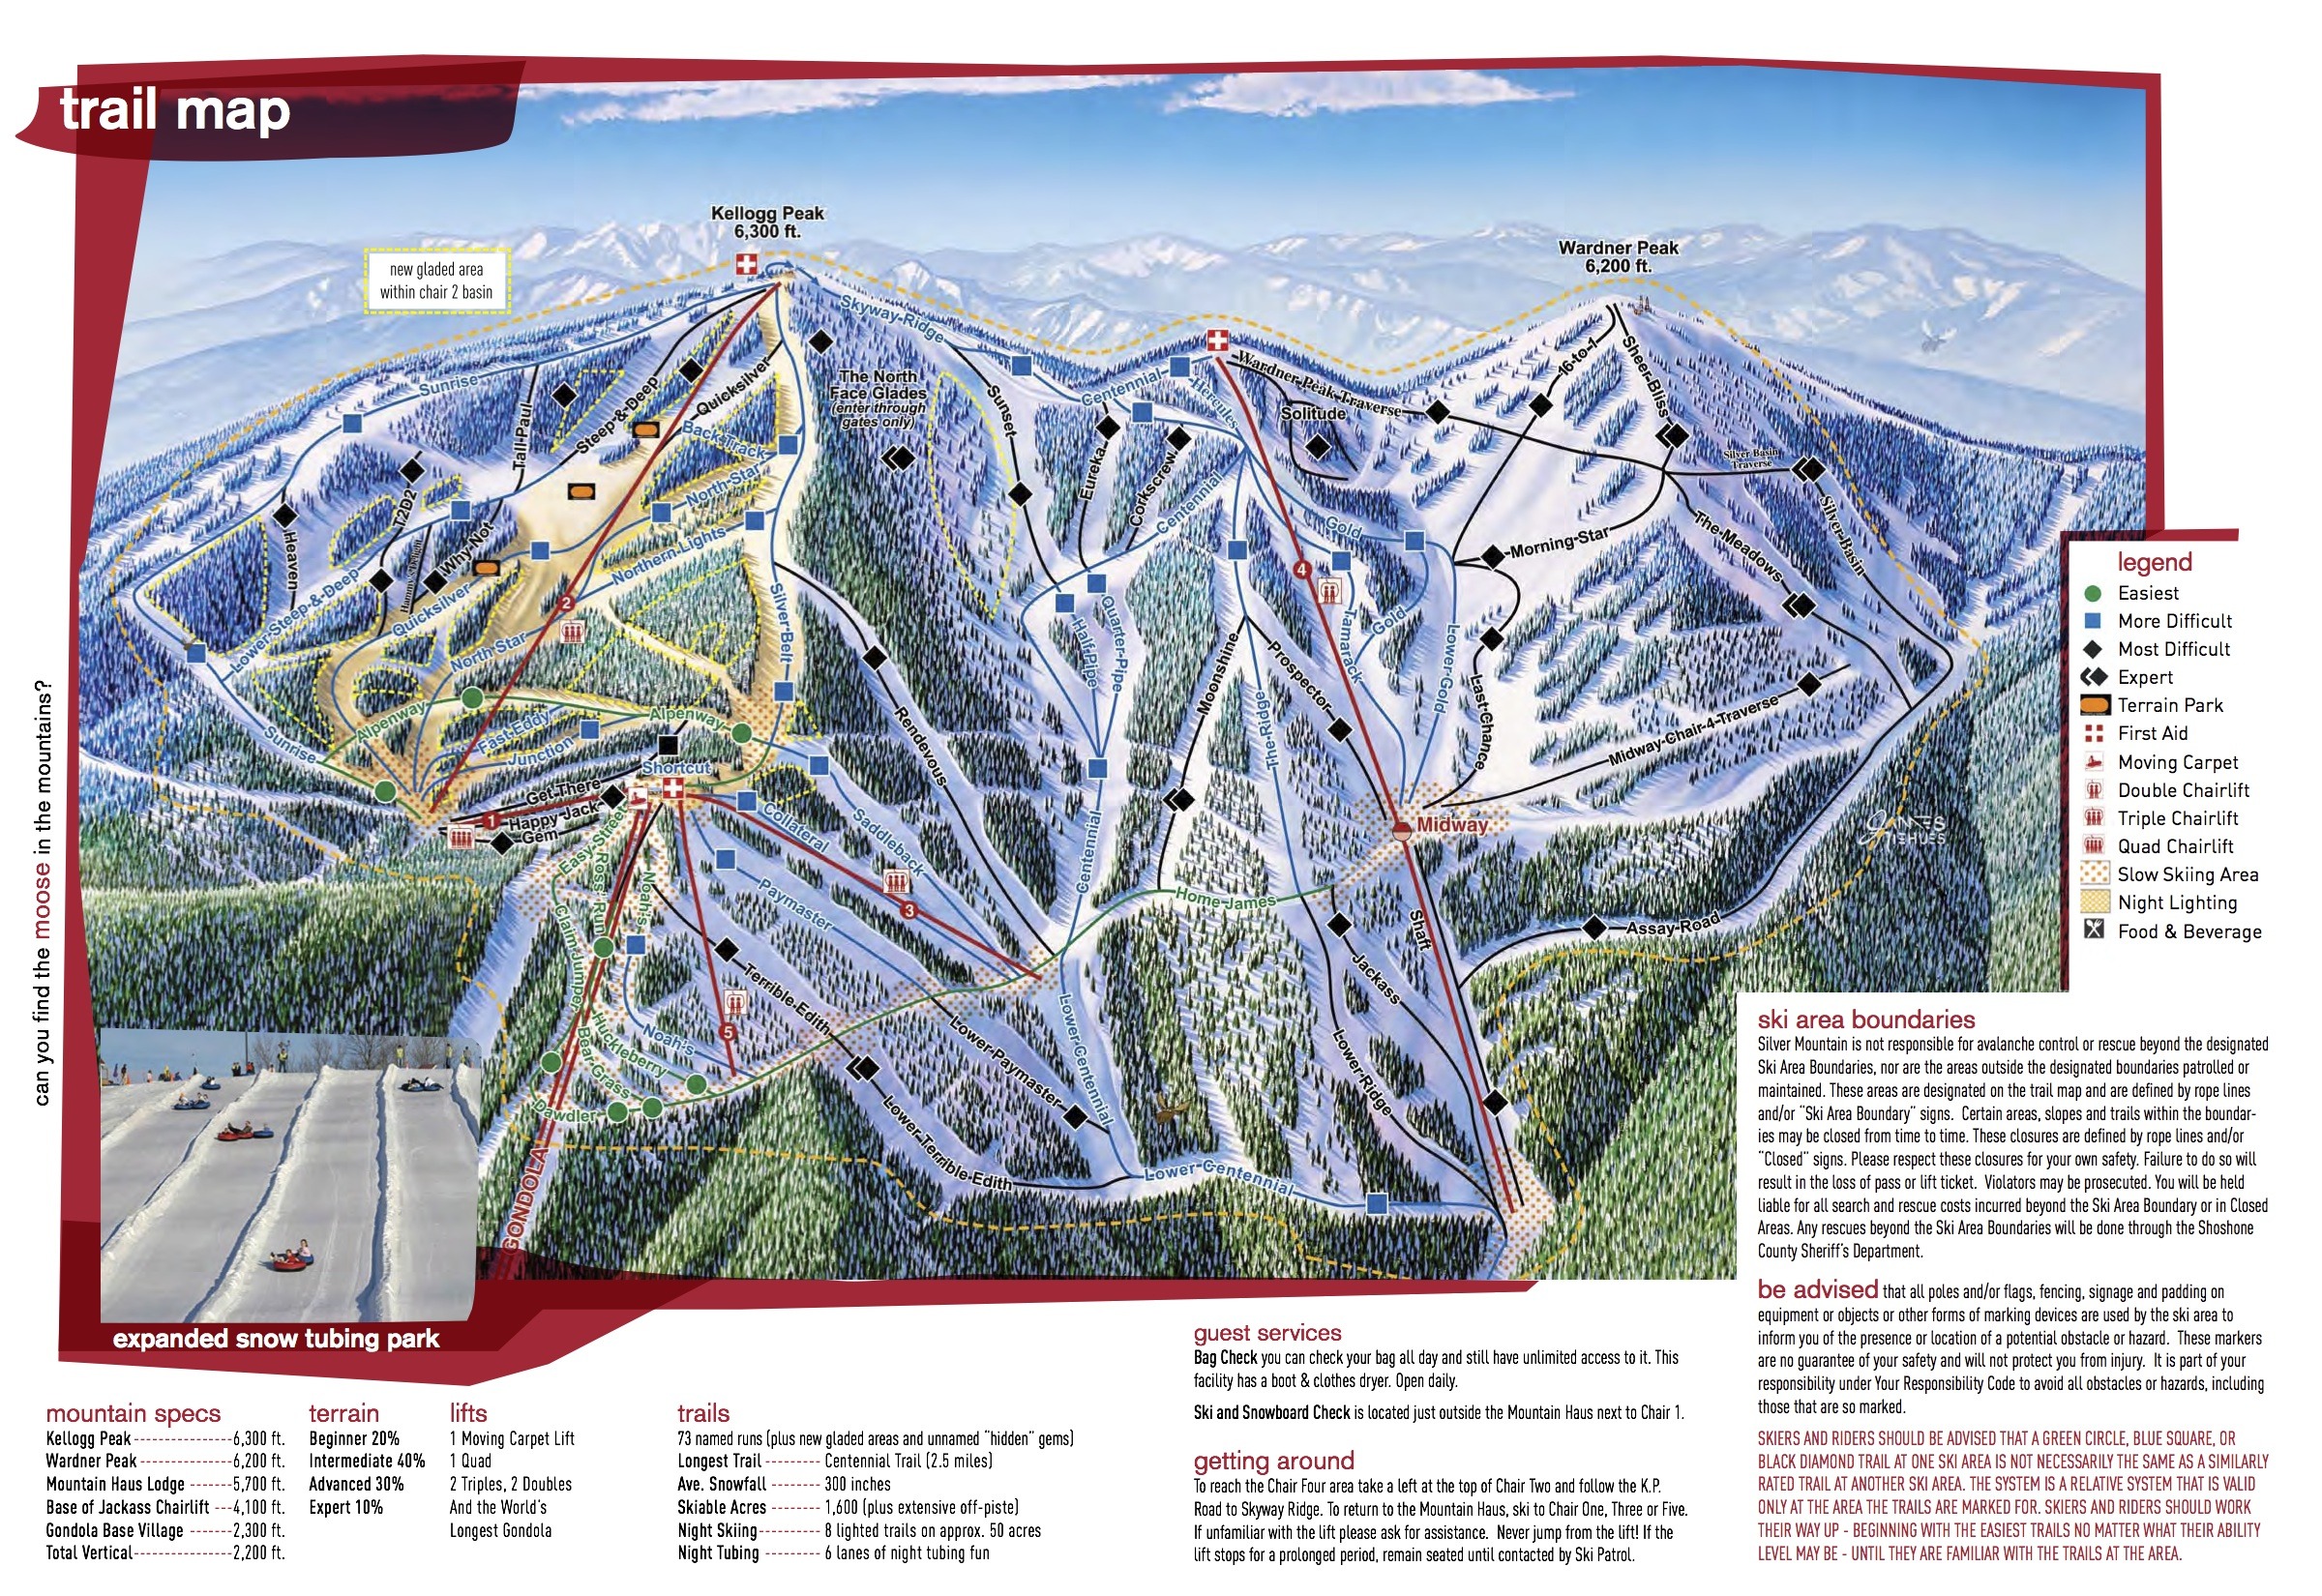 trail map
Kellogg Peak
6,300 ft.
Wardner Peak
6,200 ft.
new gladed area
within chair 2 basin
Skyway-Ridge
Sunrise
Tall-Paul
Steep-&-Deep
Quicksilver
The North
Face Glades
(enter through
gates only)
Sunset
Centennial
Hercules
Wardner-Peak-Traverse
Solitude
16-to-1
Sheer-Bliss
Back-Track
Silver Basin
Traverse
T2D2
North-Star
Eureka
Corkscrew
Centennial
Gold
Silver-Basin
Heaven
Why Not
Northern-Lights
Morning-Star
The-Meadows
Lower-Steep-&-Deep
Quicksilver
2
4
Silver-Belt
Half-Pipe
Quarter-Pipe
Tamarack
Gold
Lower-Gold
North-Star
Moonshine
Prospector
The-Ridge
Last-Chance
Alpenway
Fast-Eddy
Alpenway
Rendevous
Midway-Chair-4-Traverse
Sunrise
Junction
Shortcut
Get-There
Happy-Jack
Gem
1
Collateral
Saddleback
Midway
Easy-Street
Ross-Run
Noah's
Paymaster
3
Centennial
Home-James
Calm-Jumper
Shaft
Assay-Road
Terrible-Edith
Jackass
5
Huckleberry
Noah's
Bear-Grass
Dawdler
Lower-Paymaster
Lower-Centennial
Lower-Ridge
Lower-Terrible-Edith
Lower-Centennial
GONDOLA
JAMES
NIEHUES
legend
Easiest
More Difficult
Most Difficult
Expert
Terrain Park
First Aid
Moving Carpet
Double Chairlift
Triple Chairlift
Quad Chairlift
Slow Skiing Area
Night Lighting
Food & Beverage
can you find the moose in the mountains?
expanded snow tubing park
ski area boundaries
Silver Mountain is not responsible for avalanche control or rescue beyond the designated
Ski Area Boundaries, nor are the areas outside the designated boundaries patrolled or
maintained. These areas are designated on the trail map and are defined by rope lines
and/or "Ski Area Boundary" signs. Certain areas, slopes and trails within the boundar-
ies may be closed from time to time. These closures are defined by rope lines and/or
"Closed" signs. Please respect these closures for your own safety. Failure to do so will
result in the loss of pass or lift ticket. Violators may be prosecuted. You will be held
liable for all search and rescue costs incurred beyond the Ski Area Boundary or in Closed
Areas. Any rescues beyond the Ski Area Boundaries will be done through the Shoshone
County Sheriff's Department.
be advised that all poles and/or flags, fencing, signage and padding on
equipment or objects or other forms of marking devices are used by the ski area to
inform you of the presence or location of a potential obstacle or hazard. These markers
are no guarantee of your safety and will not protect you from injury. It is part of your
responsibility under Your Responsibility Code to avoid all obstacles or hazards, including
those that are so marked.
SKIERS AND RIDERS SHOULD BE ADVISED THAT A GREEN CIRCLE, BLUE SQUARE, OR
BLACK DIAMOND TRAIL AT ONE SKI AREA IS NOT NECESSARILY THE SAME AS A SIMILARLY
RATED TRAIL AT ANOTHER SKI AREA. THE SYSTEM IS A RELATIVE SYSTEM THAT IS VALID
ONLY AT THE AREA THE TRAILS ARE MARKED FOR. SKIERS AND RIDERS SHOULD WORK
THEIR WAY UP - BEGINNING WITH THE EASIEST TRAILS NO MATTER WHAT THEIR ABILITY
LEVEL MAY BE - UNTIL THEY ARE FAMILIAR WITH THE TRAILS AT THE AREA.
guest services
Bag Check you can check your bag all day and still have unlimited access to it. This
facility has a boot & clothes dryer. Open daily.
Ski and Snowboard Check is located just outside the Mountain Haus next to Chair 1.
getting around
To reach the Chair Four area take a left at the top of Chair Two and follow the K.P.
Road to Skyway Ridge. To return to the Mountain Haus, ski to Chair One, Three or Five.
If unfamiliar with the lift please ask for assistance. Never jump from the lift! If the
lift stops for a prolonged period, remain seated until contacted by Ski Patrol.
mountain specs
Kellogg Peak -----------------6,300 ft.
Wardner Peak ----------------6,200 ft.
Mountain Haus Lodge -------5,700 ft.
Base of Jackass Chairlift ---4,100 ft.
Gondola Base Village -------2,300 ft.
Total Vertical-----------------2,200 ft.
terrain
Beginner 20%
Intermediate 40%
Advanced 30%
Expert 10%
lifts
1 Moving Carpet Lift
1 Quad
2 Triples, 2 Doubles
And the World's
Longest Gondola
trails
73 named runs (plus new gladed areas and unnamed "hidden" gems)
Longest Trail --------- Centennial Trail (2.5 miles)
Ave. Snowfall --------- 300 inches
Skiable Acres --------- 1,600 (plus extensive off-piste)
Night Skiing----------- 8 lighted trails on approx. 50 acres
Night Tubing ---------- 6 lanes of night tubing fun